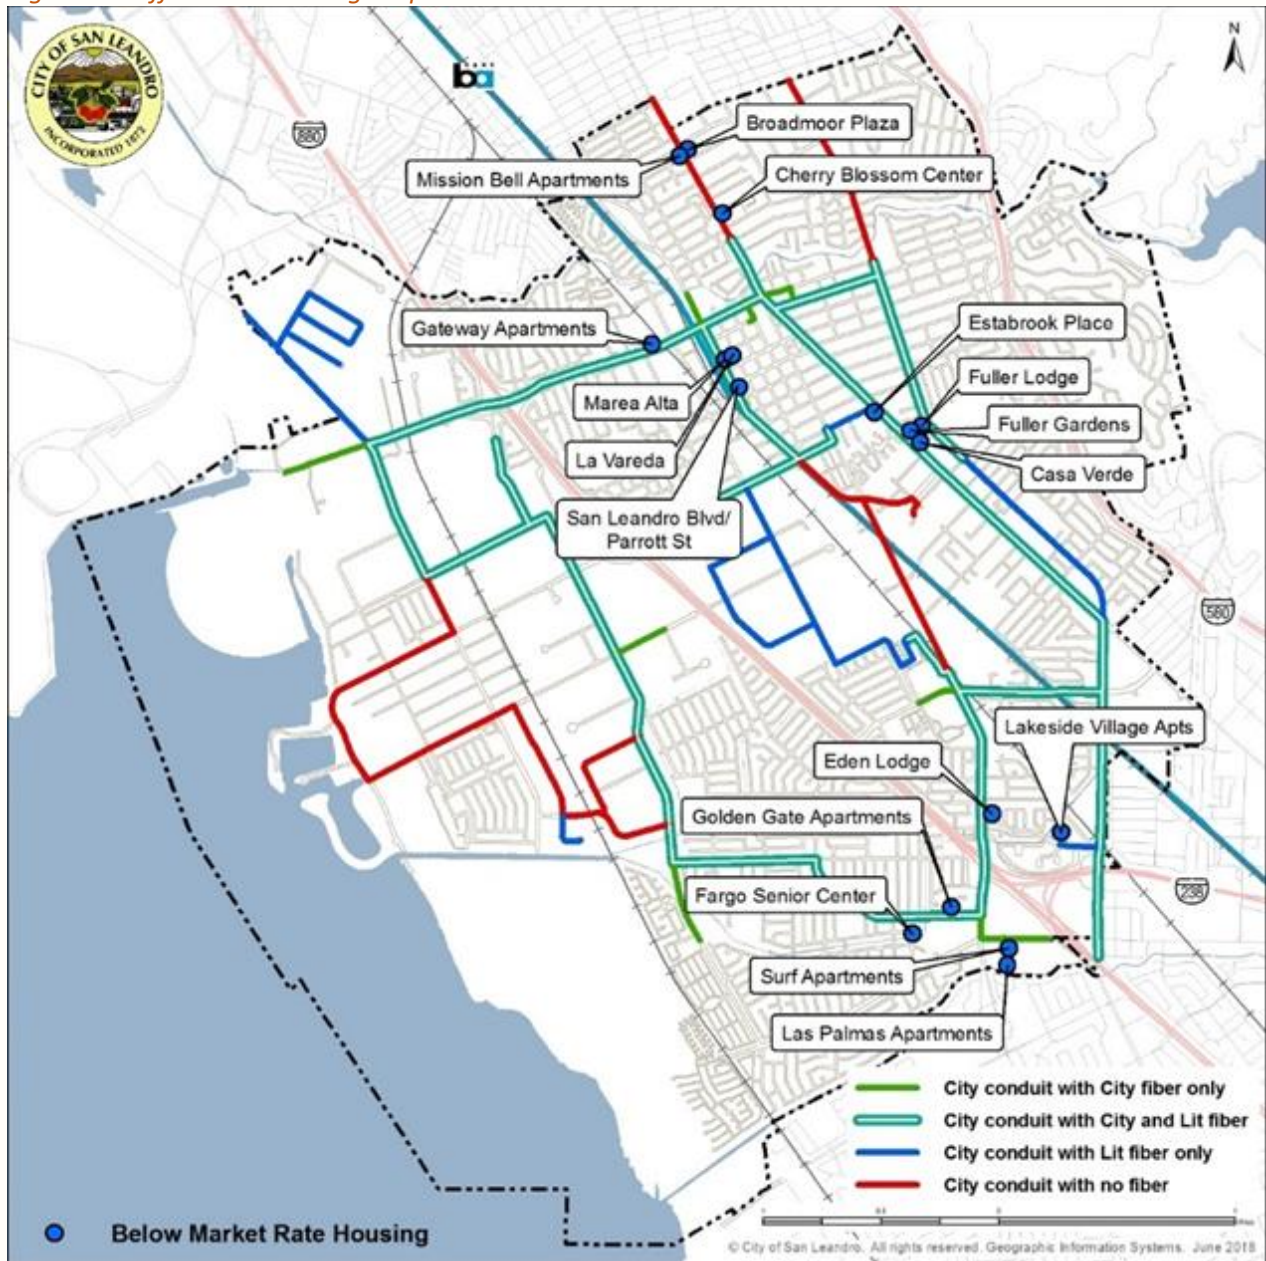 CITY OF SAN LEANDRO
INCORPORATED 1872
ba
N
880
Broadmoor Plaza
Mission Bell Apartments
Cherry Blossom Center
Gateway Apartments
Estabrook Place
Marea Alta
Fuller Lodge
Fuller Gardens
La Vareda
Casa Verde
San Leandro Blvd/
Parrott St
580
Lakeside Village Apts
Eden Lodge
Golden Gate Apartments
238
Fargo Senior Center
Surf Apartments
Las Palmas Apartments
City conduit with City fiber only
City conduit with City and Lit fiber
City conduit with Lit fiber only
City conduit with no fiber
Below Market Rate Housing
© City of San Leandro. All rights reserved. Geographic Information Systems. June 2018